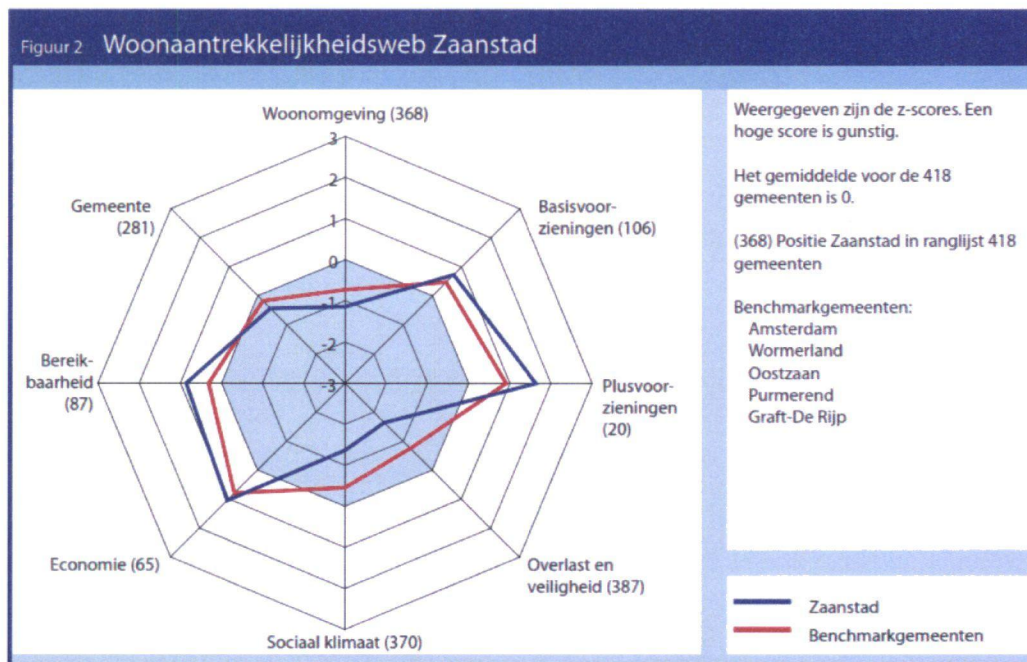 Figuur 2 Woonaantrekkelijkheidsweb Zaanstad
Woonomgeving (368)
3
2
1
0
-1
-2
-3
Gemeente
(281)
Basisvoor-
zieningen (106)
Bereik-
baarheid
(87)
Plusvoor-
zieningen
(20)
Economie (65)
Overlast en
veiligheid (387)
Sociaal klimaat (370)
Weergegeven zijn de z-scores. Een
hoge score is gunstig.
Het gemiddelde voor de 418
gemeenten is 0.
(368) Positie Zaanstad in ranglijst 418
gemeenten
Benchmarkgemeenten:
Amsterdam
Wormerland
Oostzaan
Purmerend
Graft-De Rijp
Zaanstad
Benchmarkgemeenten